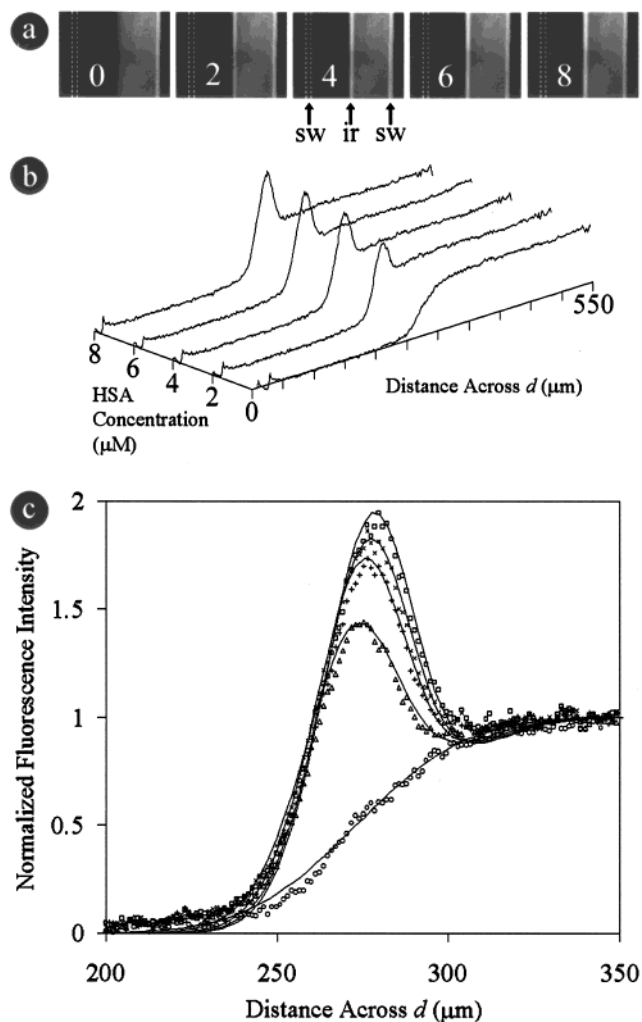 a
0 2 4 6 8
sw ir sw
b
550
8 6 4 2 0
HSA
Concentration
(μM)
Distance Across d (μm)
c
2
1.5
1
0.5
0
Normalized Fluorescence Intensity
200 250 300 350
Distance Across d (μm)